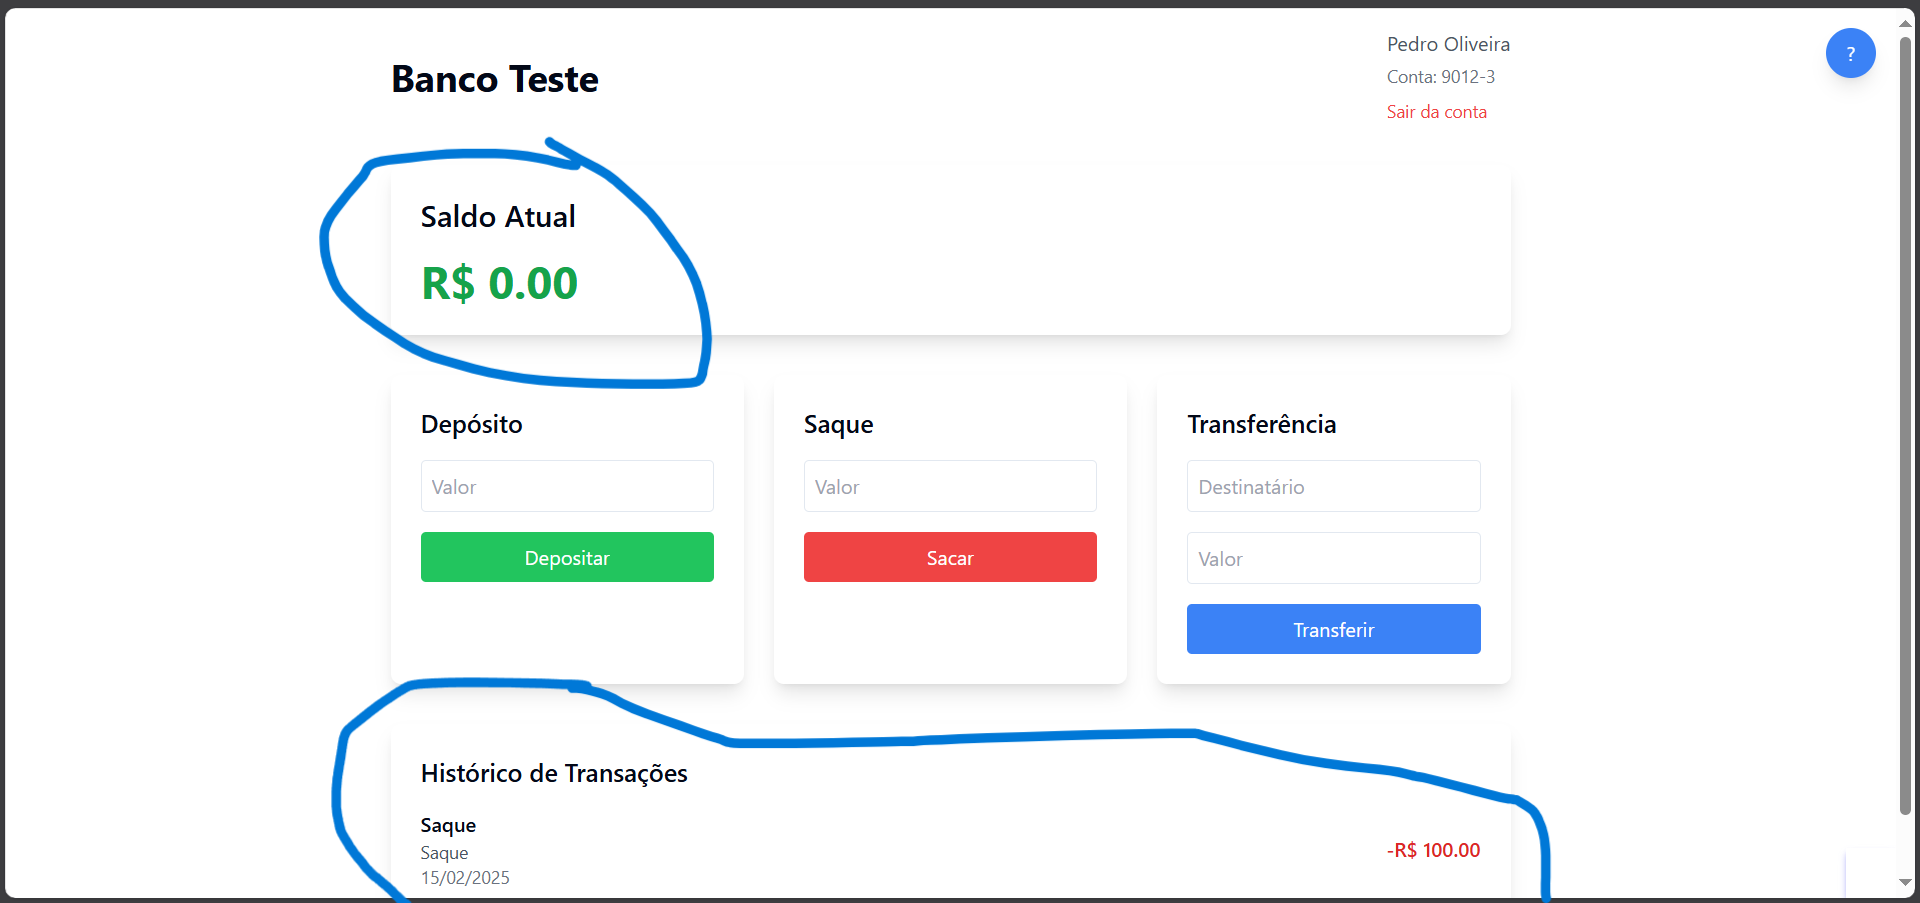 Banco Teste
Pedro Oliveira
Conta: 9012-3
Sair da conta
?
Saldo Atual
R$ 0.00
Depósito
Valor
Depositar
Saque
Valor
Sacar
Transferência
Destinatário
Valor
Transferir
Histórico de Transações
Saque
Saque
15/02/2025
-R$ 100.00